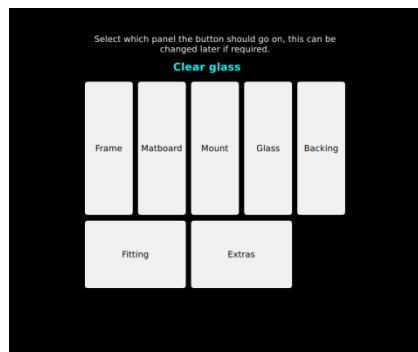 Select which panel the button should go on, this can be
changed later if required.
Clear glass
Frame Matboard Mount Glass Backing
Fitting Extras